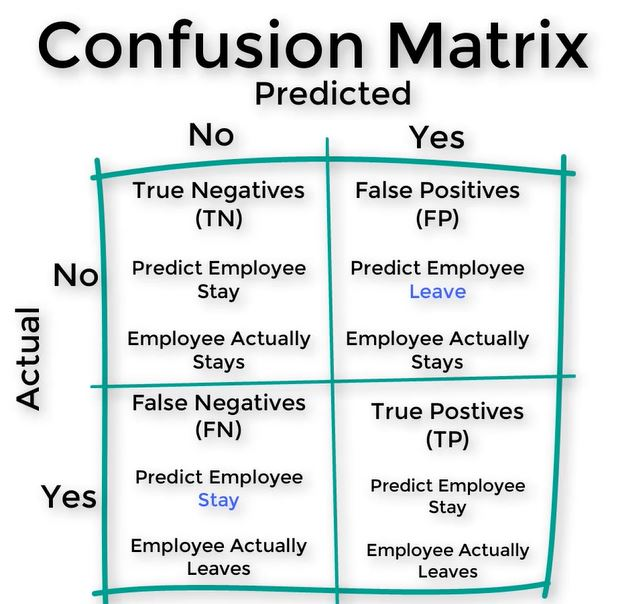 Confusion Matrix
Predicted
No
Yes
No
True Negatives
(TN)
Predict Employee
Stay
Employee Actually
Stays
False Positives
(FP)
Predict Employee
Leave
Employee Actually
Stays
Actual
Yes
False Negatives
(FN)
Predict Employee
Stay
Employee Actually
Leaves
True Postives
(TP)
Predict Employee
Stay
Employee Actually
Leaves